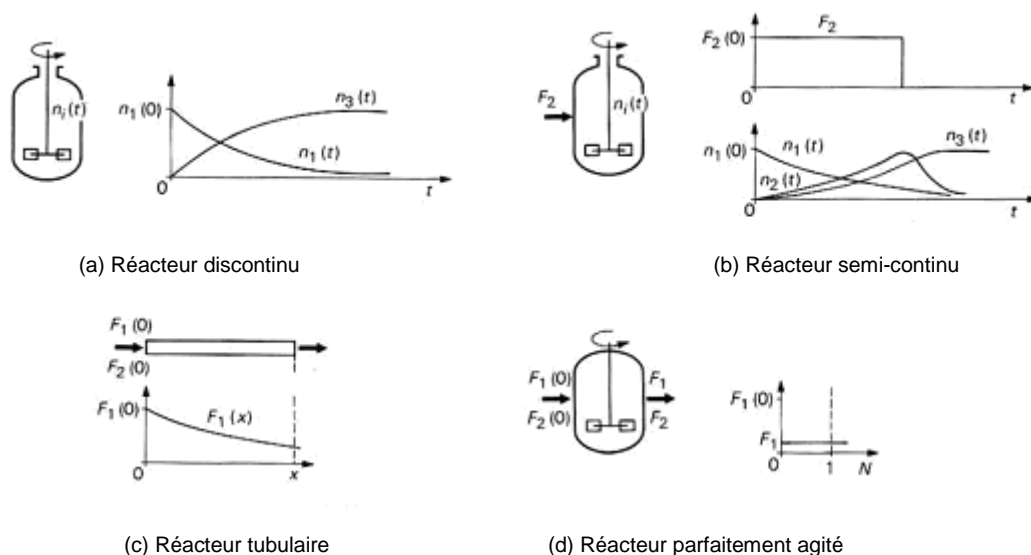 n_i(t)
n_1(0)
n_3(t)
n_1(t)
0
t
(a) Réacteur discontinu
F_2
n_i(t)
F_2(0)
F_2
0
t
n_1(0)
n_1(t)
n_3(t)
n_2(t)
0
t
(b) Réacteur semi-continu
F_1(0)
F_2(0)
F_1(0)
F_1(x)
0
x
(c) Réacteur tubulaire
F_1(0)
F_1
F_2(0)
F_2
F_1(0)
F_1
0
1
N
(d) Réacteur parfaitement agité